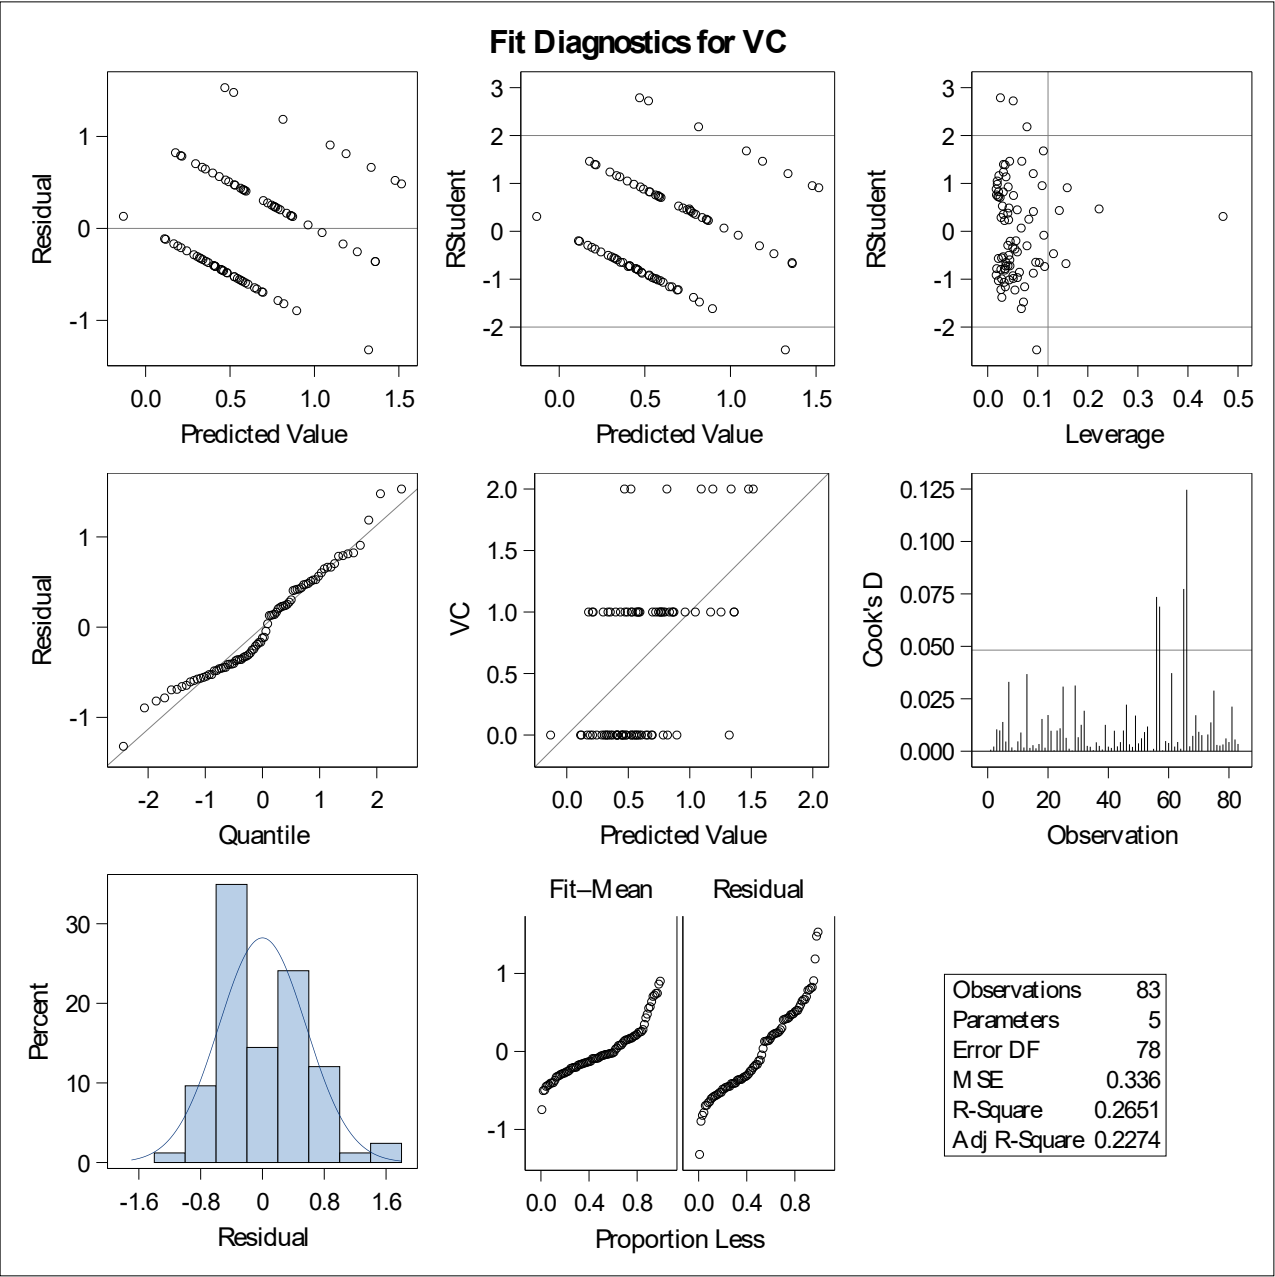 Fit Diagnostics for VC
1
0
-1
Residual
0.0 0.5 1.0 1.5
Predicted Value
3
2
1
0
-1
-2
RStudent
0.0 0.5 1.0 1.5
Predicted Value
3
2
1
0
-1
-2
RStudent
0.0 0.1 0.2 0.3 0.4 0.5
Leverage
1
0
-1
Residual
-2 -1 0 1 2
Quantile
2.0
1.5
1.0
0.5
0.0
VC
0.0 0.5 1.0 1.5 2.0
Predicted Value
0.125
0.100
0.075
0.050
0.025
0.000
Cook's D
0 20 40 60 80
Observation
30
20
10
0
Percent
-1.6 -0.8 0 0.8 1.6
Residual
Fit–Mean Residual
1
0
-1
0.0 0.4 0.8 0.0 0.4 0.8
Proportion Less
Observations 83
Parameters 5
Error DF 78
MSE 0.336
R-Square 0.2651
Adj R-Square 0.2274